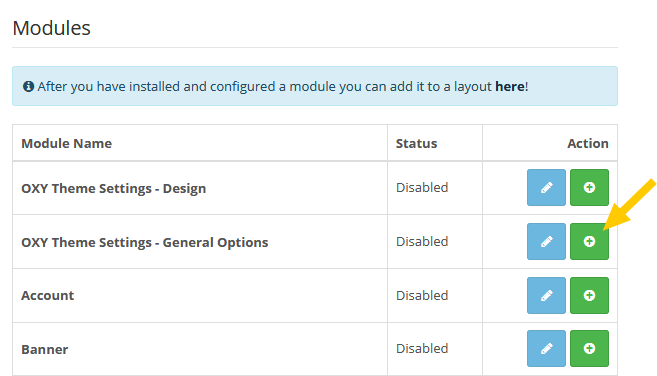 Modules
After you have installed and configured a module you can add it to a layout here!
Module Name Status Action
OXY Theme Settings - Design Disabled
OXY Theme Settings - General Options Disabled
Account Disabled
Banner Disabled